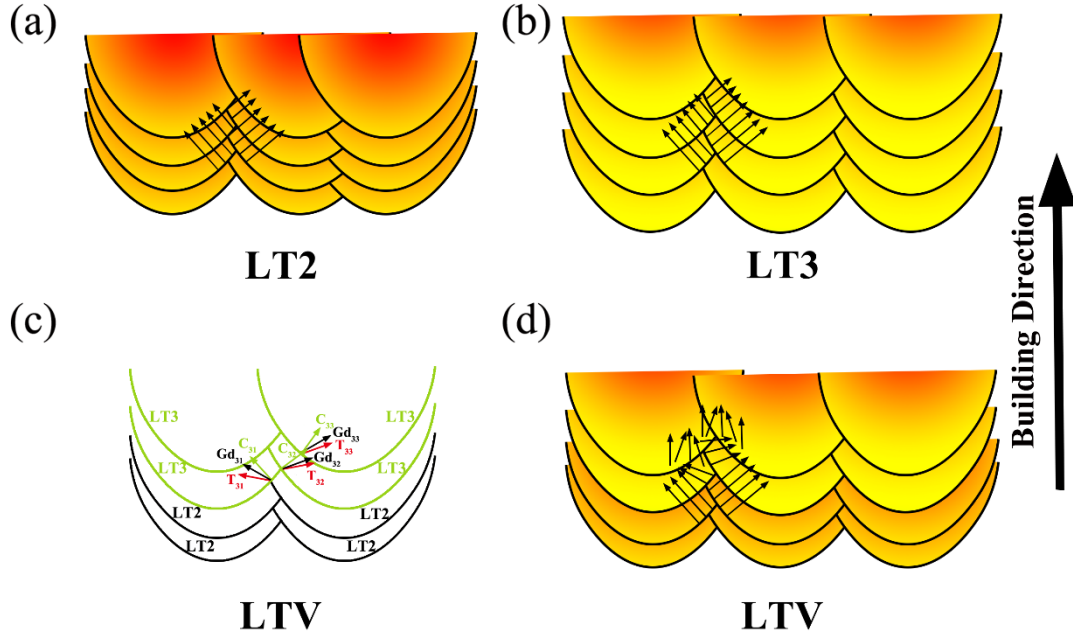 (a)
(b)
LT2
LT3
Building Direction
(c)
(d)
LT3
LT3
C33
Gd33
T33
C31
C32
Gd31
Gd32
T31
T32
LT3
LT3
LT2
LT2
LT2
LT2
LTV
LTV